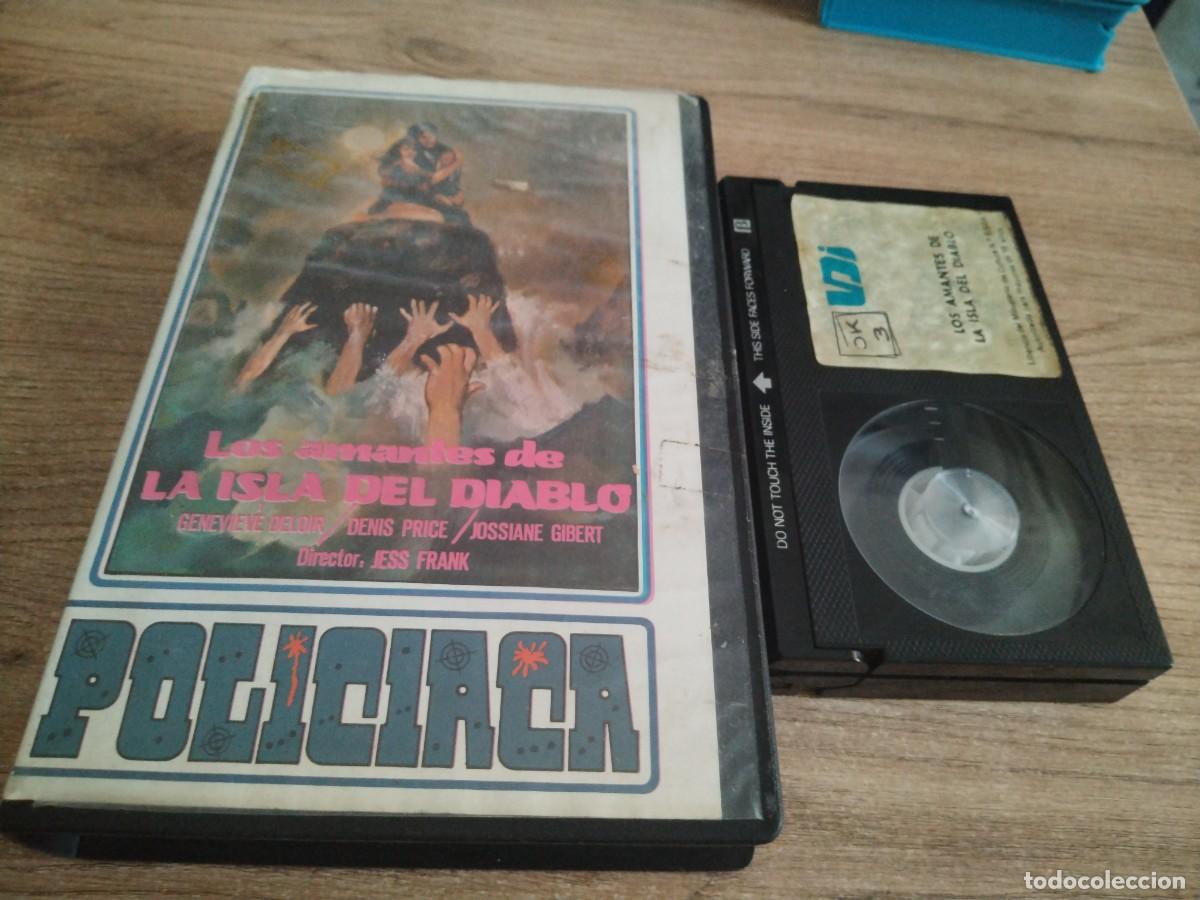 Los amantes de
LA ISLA DEL DIABLO
GENEVIEVE DELOIR / DENIS PRICE / JOSSIANE GIBERT
Director: JESS FRANK
POLICIACA
DO NOT TOUCH THE INSIDE THIS SIDE FACES FORWARD
VDi
OK
3
LOS AMANTES DE
LA ISLA DEL DIABLO
todocoleccion